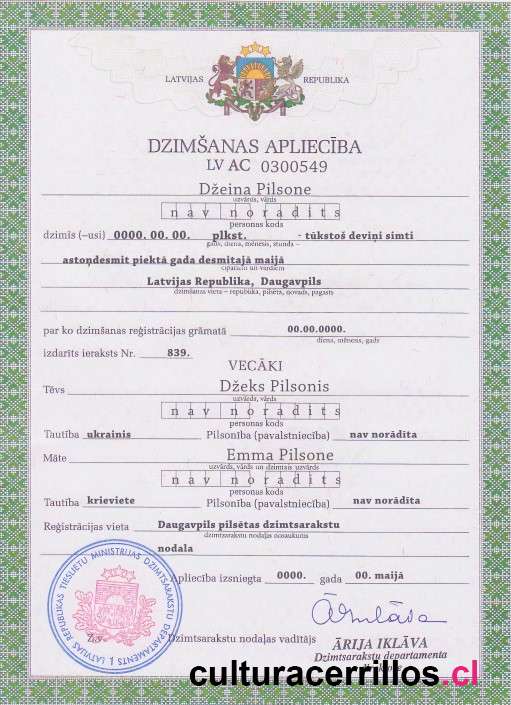 LATVIJAS REPUBLIKA
DZIMŠANAS APLIECĪBA
LV AC 0300549
Džeina Pilsone
uzvārds, vārds
nav norādīts
personas kods
dzimis (–usi) 0000. 00. 00. plkst. - tūkstoš deviņi simti
gads, diena, mēnesis, stunda –
astoņdesmit piektā gada desmitajā maijā
cipariem un vārdiem
Latvijas Republika, Daugavpils
dzimšanas vieta – republika, pilsēta, novads, pagasts
par ko dzimšanas reģistrācijas grāmatā 00.00.0000.
diena, mēness, gads
izdarīts ieraksts Nr. 839.
VECĀKI
Tēvs Džeks Pilsonis
uzvārds, vārds
nav norādīts
personas kods
Tautība ukrainis Pilsonība (pavalstniecība) nav norādīta
Māte Emma Pilsone
uzvārds, vārds un dzimtais uzvārds
nav norādīts
personas kods
Tautība krieviete Pilsonība (pavalstniecība) nav norādīta
Reģistrācijas vieta Daugavpils pilsētas dzimtsarakstu
dzimtsarakstu nodaļas nosaukums
nodala
Apliecība izsniegta 0000. gada 00. maijā
LATVIJAS REPUBLIKAS TIESLIETU MINISTRIJAS DZIMTSARAKSTU DEPARTAMENTS 1
Z.v. Dzimtsarakstu nodaļas vadītājs
ĀRIJA IKLĀVA
Dzimtsarakstu departamenta
culturacerrillos.cl